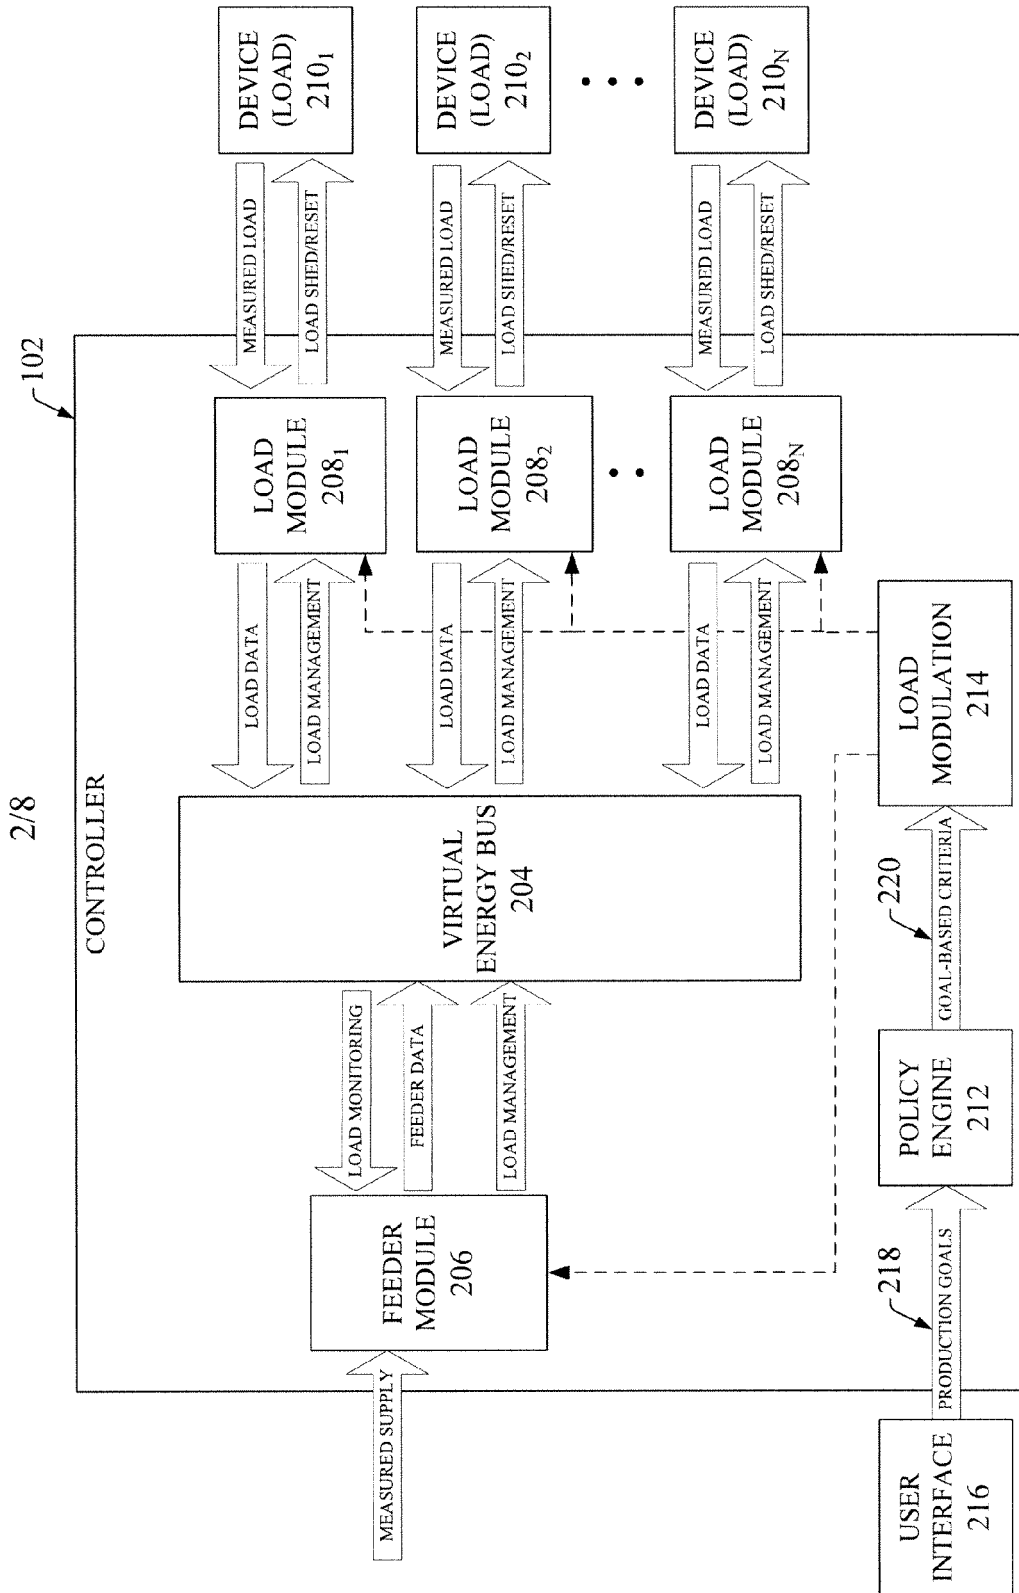 2/8
CONTROLLER
102
MEASURED SUPPLY
FEEDER
MODULE
206
LOAD MONITORING
FEEDER DATA
LOAD MANAGEMENT
VIRTUAL
ENERGY BUS
204
LOAD DATA
LOAD MANAGEMENT
LOAD
MODULE
208₁
MEASURED LOAD
LOAD SHED/RESET
DEVICE
(LOAD)
210₁
LOAD DATA
LOAD MANAGEMENT
LOAD
MODULE
208₂
MEASURED LOAD
LOAD SHED/RESET
DEVICE
(LOAD)
210₂
LOAD DATA
LOAD MANAGEMENT
LOAD
MODULE
208N
MEASURED LOAD
LOAD SHED/RESET
DEVICE
(LOAD)
210N
USER
INTERFACE
216
218
PRODUCTION GOALS
POLICY
ENGINE
212
220
GOAL-BASED CRITERIA
LOAD
MODULATION
214